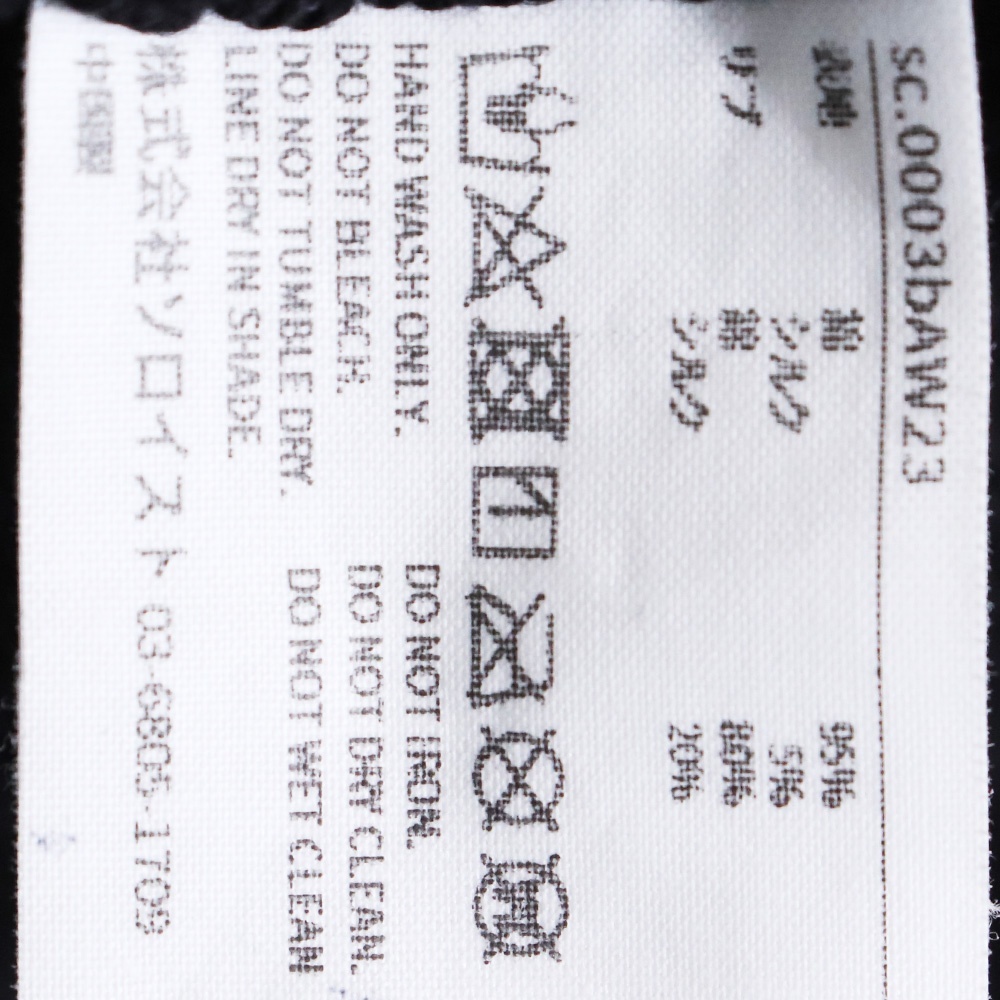 SC.0003bAW23
表地 綿 95%
シルク 5%
リブ 綿 80%
シルク 20%
HAND WASH ONLY. DO NOT IRON.
DO NOT BLEACH. DO NOT DRY CLEAN.
DO NOT TUMBLE DRY. DO NOT WET CLEAN
LINE DRY IN SHADE.
株式会社ソロイスト 03-6805-1709
中国製